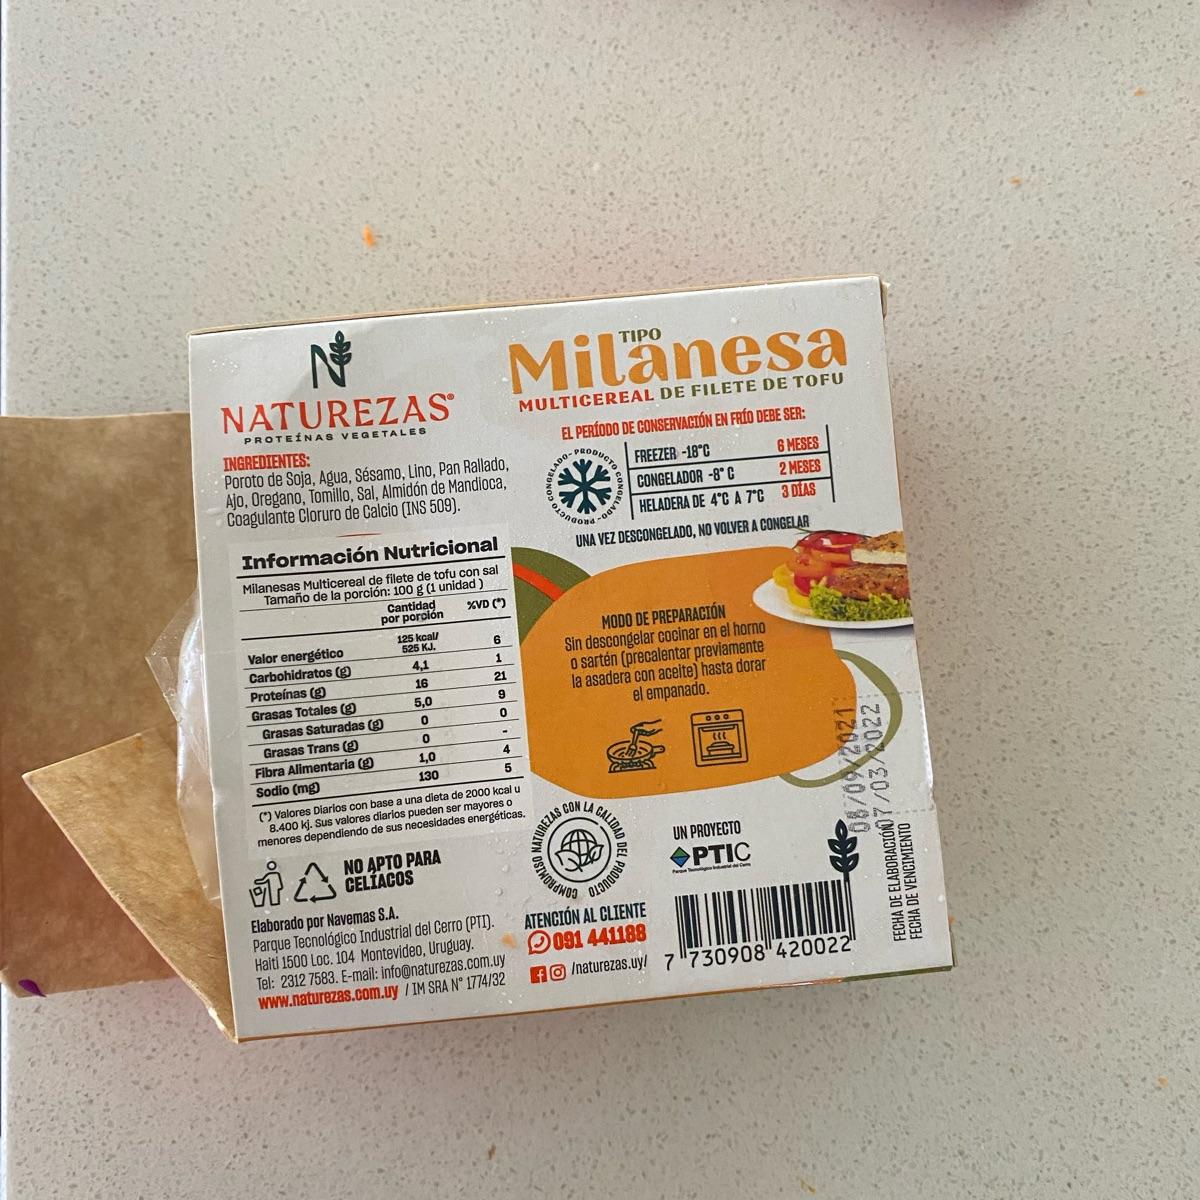 NATUREZAS®
PROTEÍNAS VEGETALES
INGREDIENTES:
Poroto de Soja, Agua, Sésamo, Lino, Pan Rallado,
Ajo, Oregano, Tomillo, Sal, Almidón de Mandioca,
Coagulante Cloruro de Calcio (INS 509).
Información Nutricional
Milanesas Multicereal de filete de tofu con sal
Tamaño de la porción: 100 g (1 unidad )
Cantidad por porción %VD (*)
Valor energético 125 kcal/ 525 KJ. 6
Carbohidratos (g) 4,1 1
Proteínas (g) 16 21
Grasas Totales (g) 5,0 9
Grasas Saturadas (g) 0 0
Grasas Trans (g) 0 -
Fibra Alimentaria (g) 1,0 4
Sodio (mg) 130 5
(*) Valores Diarios con base a una dieta de 2000 kcal u
8.400 kj. Sus valores diarios pueden ser mayores o
menores dependiendo de sus necesidades energéticas.
NO APTO PARA
CELÍACOS
Elaborado por Navemas S.A.
Parque Tecnológico Industrial del Cerro (PTI).
Haiti 1500 Loc. 104 Montevideo, Uruguay.
Tel: 2312 7583. E-mail: info@naturezas.com.uy
www.naturezas.com.uy / IM SRA N° 1774/32
TIPO
Milanesa
MULTICEREAL DE FILETE DE TOFU
EL PERÍODO DE CONSERVACIÓN EN FRÍO DEBE SER:
PRODUCTO CONGELADO-PRODUCTO CONGELADO-
FREEZER -18°C 6 MESES
CONGELADOR -8° C 2 MESES
HELADERA DE 4°C A 7°C 3 DÍAS
UNA VEZ DESCONGELADO, NO VOLVER A CONGELAR
MODO DE PREPARACIÓN
Sin descongelar cocinar en el horno
o sartén (precalentar previamente
la asadera con aceite) hasta dorar
el empanado.
COMPROMISO NATUREZAS CON LA CALIDAD DEL PRODUCTO
UN PROYECTO
PTIC
Parque Tecnológico Industrial del Cerro
ATENCIÓN AL CLIENTE
091 441188
/naturezas.uy/
7 730908 420022
08/09/2021
07/03/2022
FECHA DE ELABORACIÓN
FECHA DE VENCIMIENTO